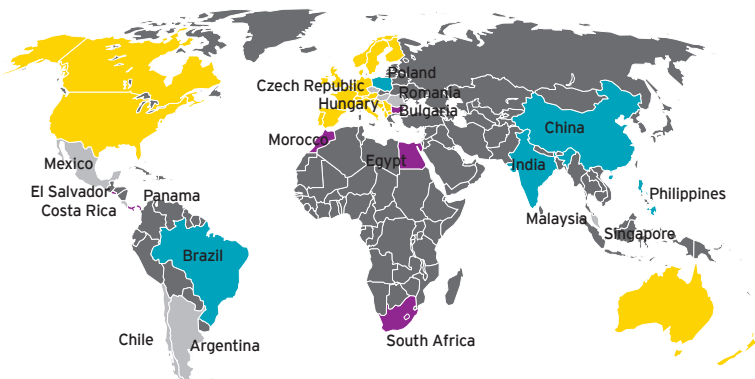 Poland
Czech Republic
Romania
Hungary
Bulgaria
China
Morocco
Egypt
India
Mexico
El Salvador
Panama
Philippines
Costa Rica
Malaysia
Singapore
Brazil
Chile
Argentina
South Africa